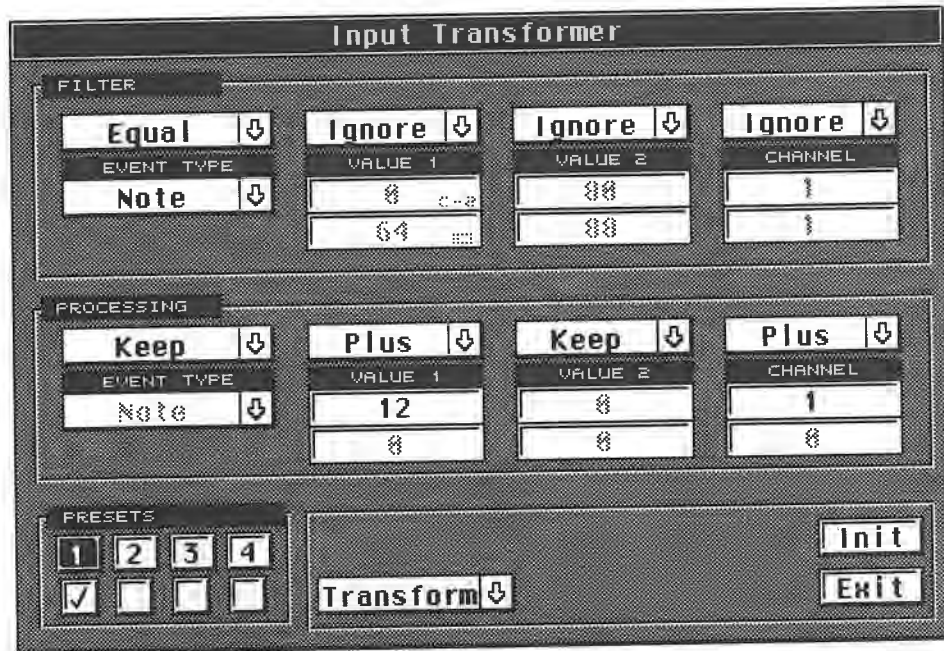 Input Transformer
FILTER
Equal Ignore Ignore Ignore
EVENT TYPE VALUE 1 VALUE 2 CHANNEL
Note 0 c-2 00 1
64 00 1
PROCESSING
Keep Plus Keep Plus
EVENT TYPE VALUE 1 VALUE 2 CHANNEL
Note 12 0 1
0 0 0
PRESETS
1 2 3 4
Init
Transform
Exit